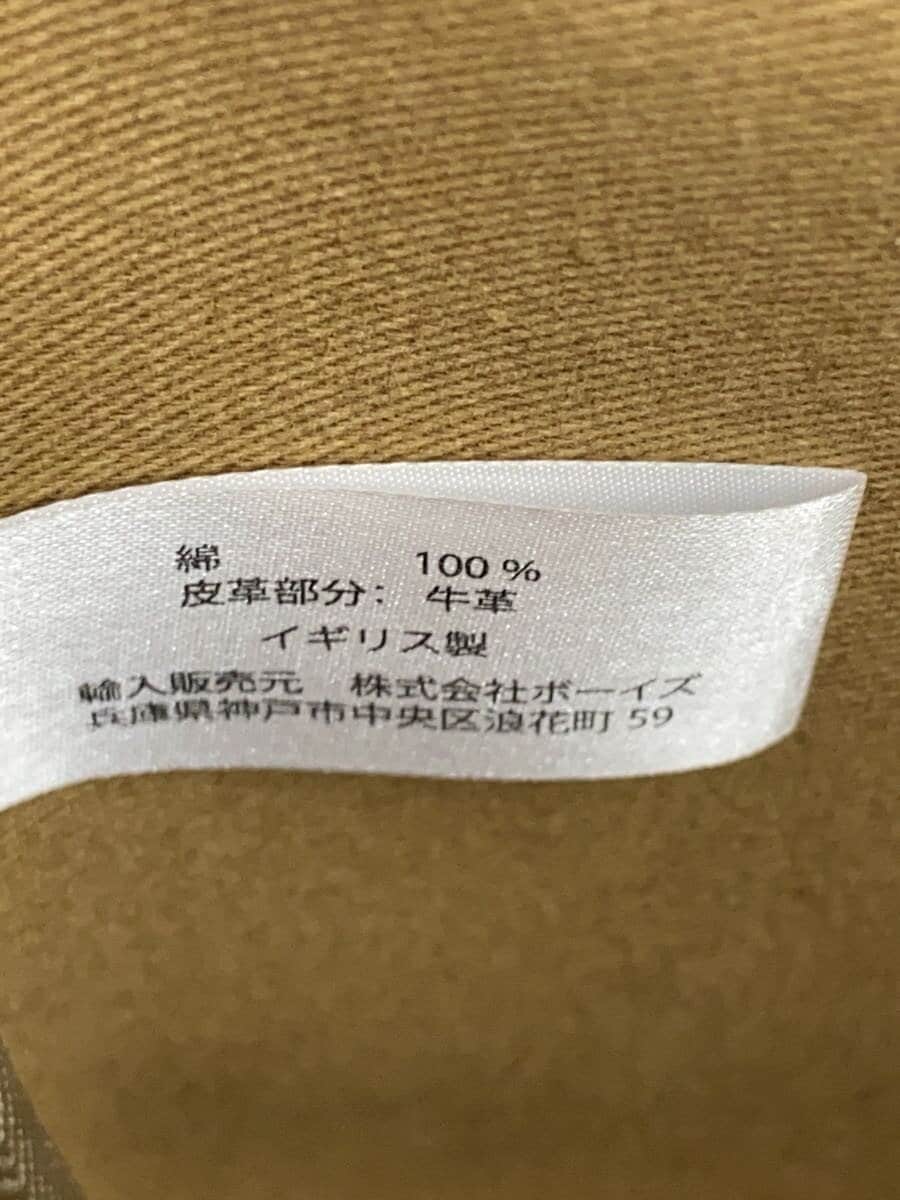 綿 100 %
皮革部分: 牛革
イギリス製
輸入販売元 株式会社ボーイズ
兵庫県神戸市中央区浪花町 59